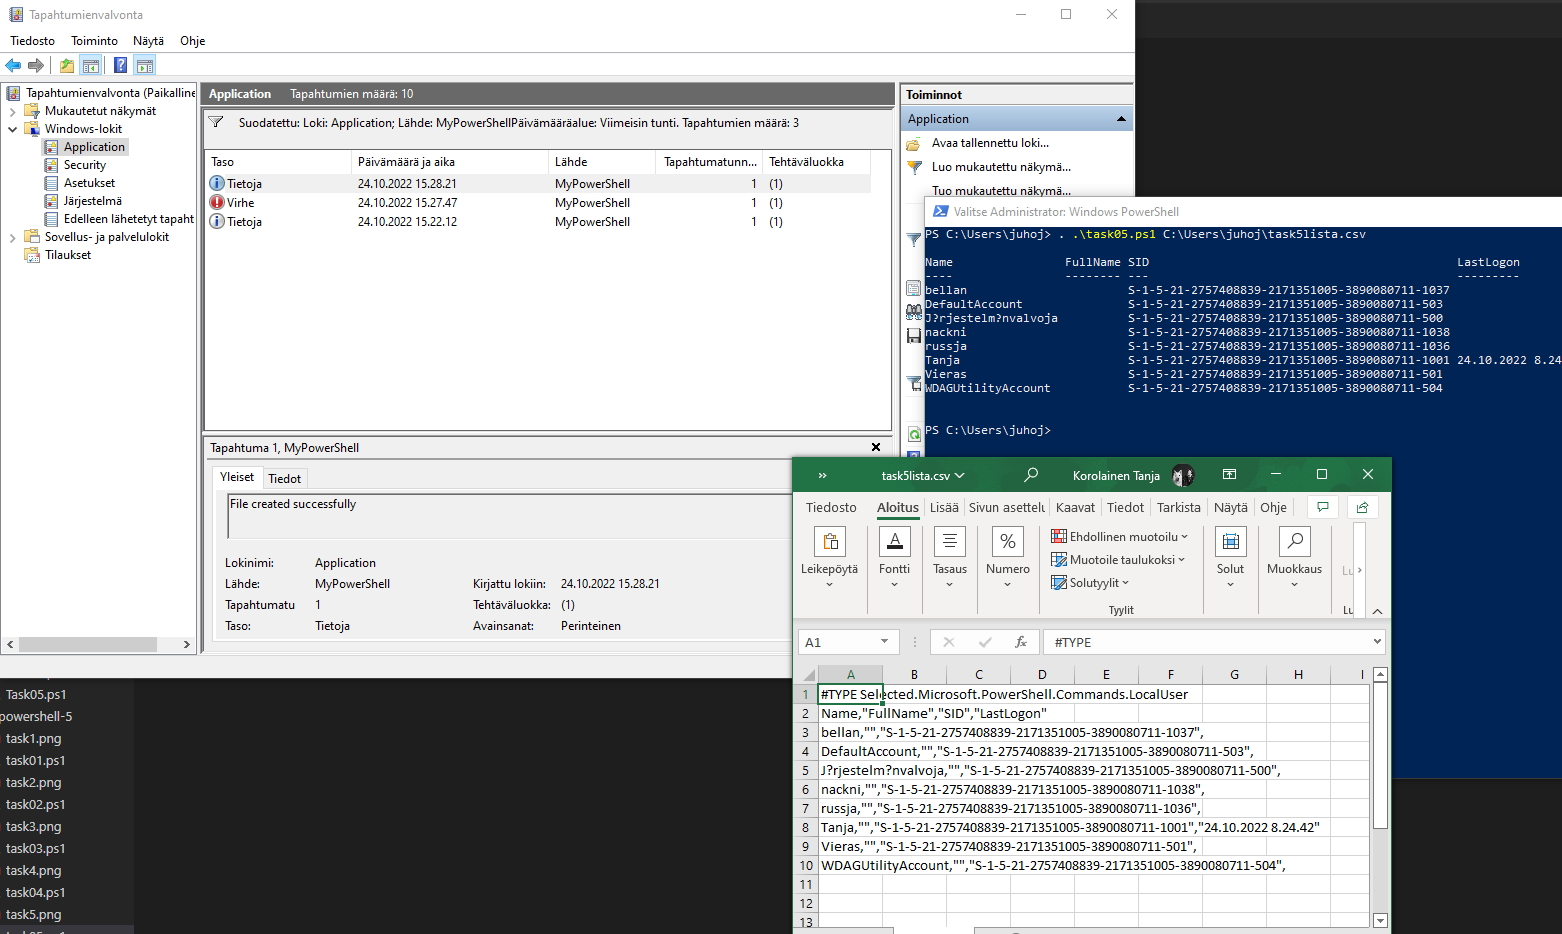 Tapahtumienvalvonta
Tiedosto Toiminto Näytä Ohje
Tapahtumienvalvonta (Paikalline
Mukautetut näkymät
Windows-lokit
Application
Security
Asetukset
Järjestelmä
Edelleen lähetetyt tapaht
Sovellus- ja palvelulokit
Tilaukset
Application Tapahtumien määrä: 10
Suodatettu: Loki: Application; Lähde: MyPowerShellPäivämääräalue: Viimeisin tunti. Tapahtumien määrä: 3
Taso Päivämäärä ja aika Lähde Tapahtumatunn... Tehtäväluokka
Tietoja 24.10.2022 15.28.21 MyPowerShell 1 (1)
Virhe 24.10.2022 15.27.47 MyPowerShell 1 (1)
Tietoja 24.10.2022 15.22.12 MyPowerShell 1 (1)
Tapahtuma 1, MyPowerShell
Yleiset Tiedot
File created successfully
Lokinimi: Application
Lähde: MyPowerShell Kirjattu lokiin: 24.10.2022 15.28.21
Tapahtumatu 1 Tehtäväluokka: (1)
Taso: Tietoja Avainsanat: Perinteinen
Toiminnot
Application
Avaa tallennettu loki...
Luo mukautettu näkymä...
Tuo mukautettu näkymä...
Valitse Administrator: Windows PowerShell
PS C:\Users\juhoj> . .\task05.ps1 C:\Users\juhoj\task5lista.csv
Name FullName SID LastLogon
---- -------- --- ---------
bellan S-1-5-21-2757408839-2171351005-3890080711-1037
DefaultAccount S-1-5-21-2757408839-2171351005-3890080711-503
J?rjestelm?nvalvoja S-1-5-21-2757408839-2171351005-3890080711-500
nackni S-1-5-21-2757408839-2171351005-3890080711-1038
russja S-1-5-21-2757408839-2171351005-3890080711-1036
Tanja S-1-5-21-2757408839-2171351005-3890080711-1001 24.10.2022 8.24
Vieras S-1-5-21-2757408839-2171351005-3890080711-501
WDAGUtilityAccount S-1-5-21-2757408839-2171351005-3890080711-504
PS C:\Users\juhoj>
task5lista.csv Korolainen Tanja
Tiedosto Aloitus Lisää Sivun asettelu Kaavat Tiedot Tarkista Näytä Ohje
Leikepöytä Fontti Tasaus Numero
Ehdollinen muotoilu
Muotoile taulukoksi
Solutyylit
Tyylit
Solut Muokkaus
A1 fx #TYPE
A B C D E F G H I
1 #TYPE Selected.Microsoft.PowerShell.Commands.LocalUser
2 Name,"FullName","SID","LastLogon"
3 bellan,"","S-1-5-21-2757408839-2171351005-3890080711-1037",
4 DefaultAccount,"","S-1-5-21-2757408839-2171351005-3890080711-503",
5 J?rjestelm?nvalvoja,"","S-1-5-21-2757408839-2171351005-3890080711-500",
6 nackni,"","S-1-5-21-2757408839-2171351005-3890080711-1038",
7 russja,"","S-1-5-21-2757408839-2171351005-3890080711-1036",
8 Tanja,"","S-1-5-21-2757408839-2171351005-3890080711-1001","24.10.2022 8.24.42"
9 Vieras,"","S-1-5-21-2757408839-2171351005-3890080711-501",
10 WDAGUtilityAccount,"","S-1-5-21-2757408839-2171351005-3890080711-504",
11
12
13
Task05.ps1
powershell-5
task1.png
task01.ps1
task2.png
task02.ps1
task3.png
task03.ps1
task4.png
task04.ps1
task5.png